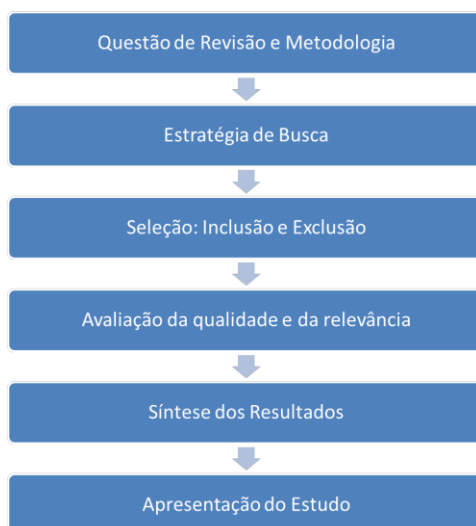 Questão de Revisão e Metodologia
Estratégia de Busca
Seleção: Inclusão e Exclusão
Avaliação da qualidade e da relevância
Síntese dos Resultados
Apresentação do Estudo